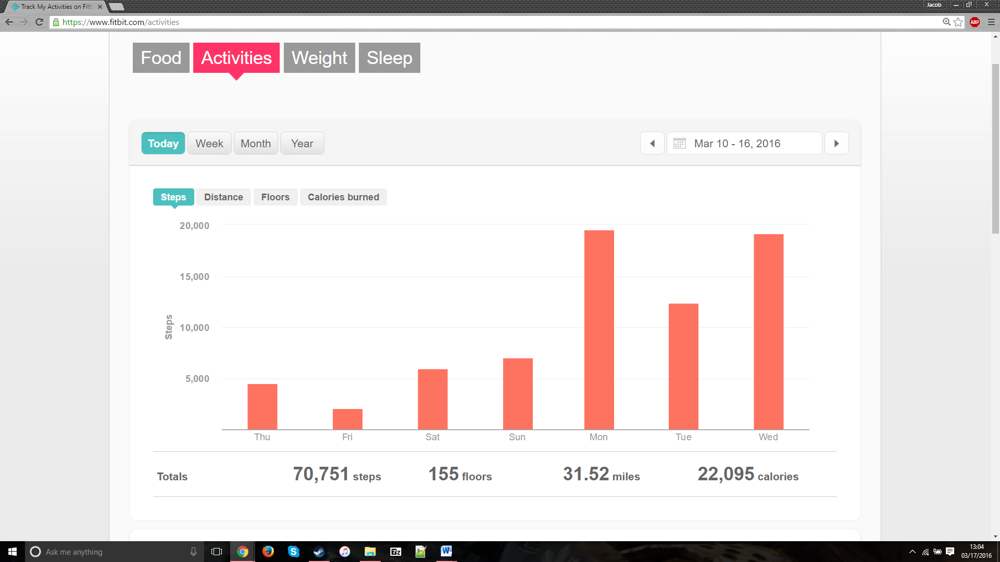 Track My Activities on Fitb
Jacob
https://www.fitbit.com/activities
ABP
Food Activities Weight Sleep
Today Week Month Year Mar 10 - 16, 2016
Steps Distance Floors Calories burned
20,000
15,000
10,000
5,000
Steps
Thu Fri Sat Sun Mon Tue Wed
Totals 70,751 steps 155 floors 31.52 miles 22,095 calories
Ask me anything
7z
13:04
03/17/2016